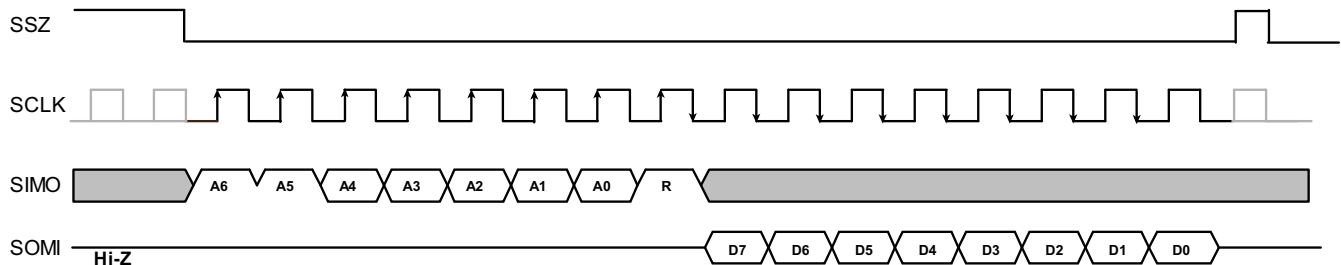 SSZ
SCLK
SIMO A6 A5 A4 A3 A2 A1 A0 R
SOMI Hi-Z D7 D6 D5 D4 D3 D2 D1 D0